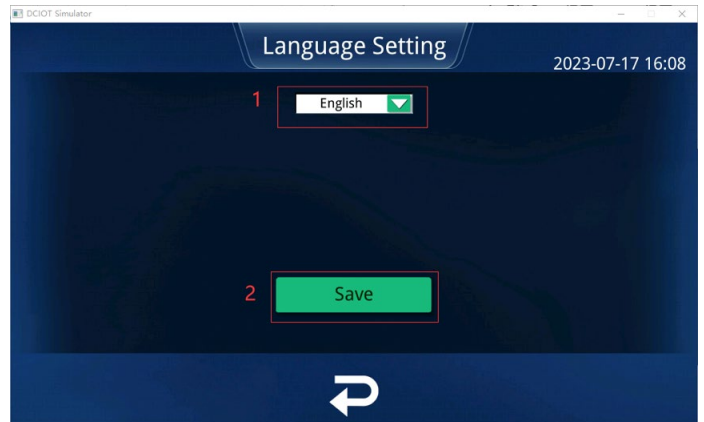 DCIOT Simulator
Language Setting
2023-07-17 16:08
1
English
2
Save